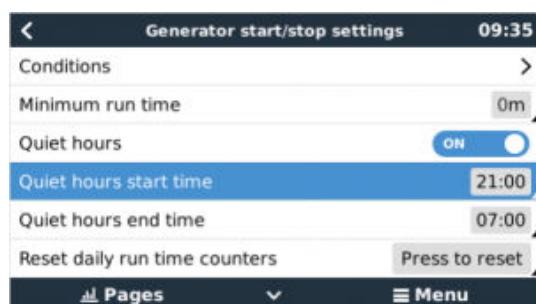 Generator start/stop settings 09:35
Conditions
Minimum run time 0m
Quiet hours ON
Quiet hours start time 21:00
Quiet hours end time 07:00
Reset daily run time counters Press to reset
Pages Menu